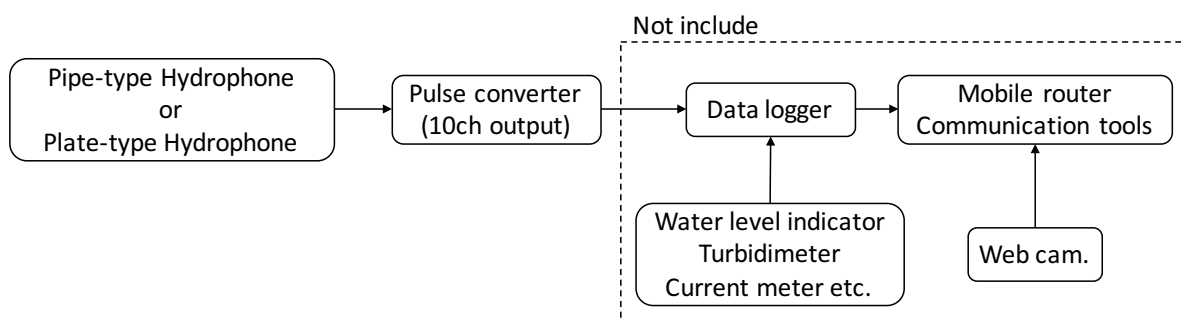 Not include
Pipe-type Hydrophone
or
Plate-type Hydrophone
Pulse converter
(10ch output)
Data logger
Mobile router
Communication tools
Water level indicator
Turbidimeter
Current meter etc.
Web cam.